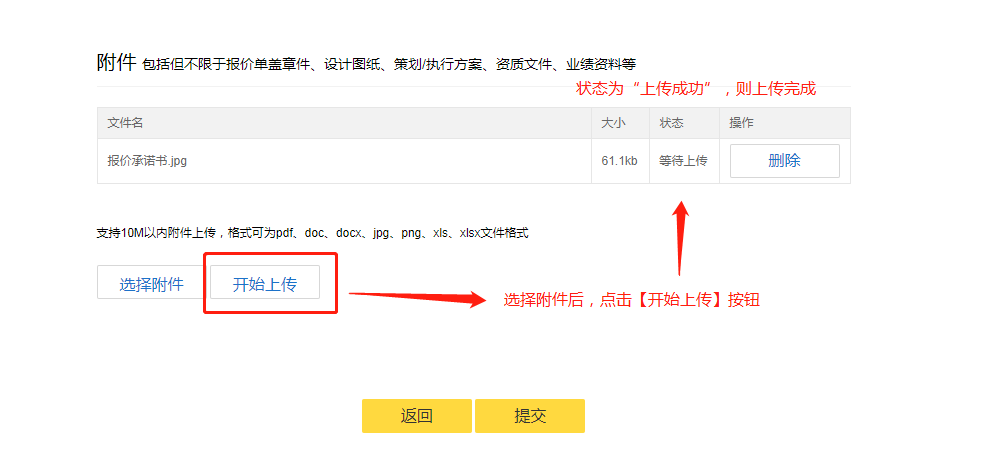 附件 包括但不限于报价单盖章件、设计图纸、策划/执行方案、资质文件、业绩资料等
状态为“上传成功”，则上传完成
文件名 大小 状态 操作
报价承诺书.jpg 61.1kb 等待上传 删除
支持10M以内附件上传，格式可为pdf、doc、docx、jpg、png、xls、xlsx文件格式
选择附件 开始上传
选择附件后，点击【开始上传】按钮
返回 提交